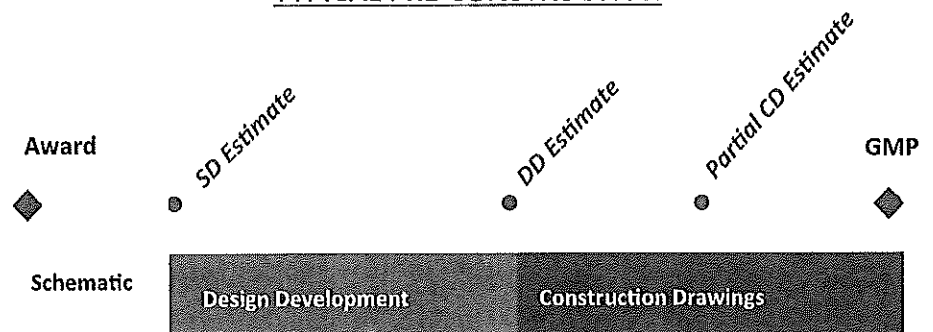 Award
SD Estimate
DD Estimate
Partial CD Estimate
GMP
Schematic
Design Development
Construction Drawings